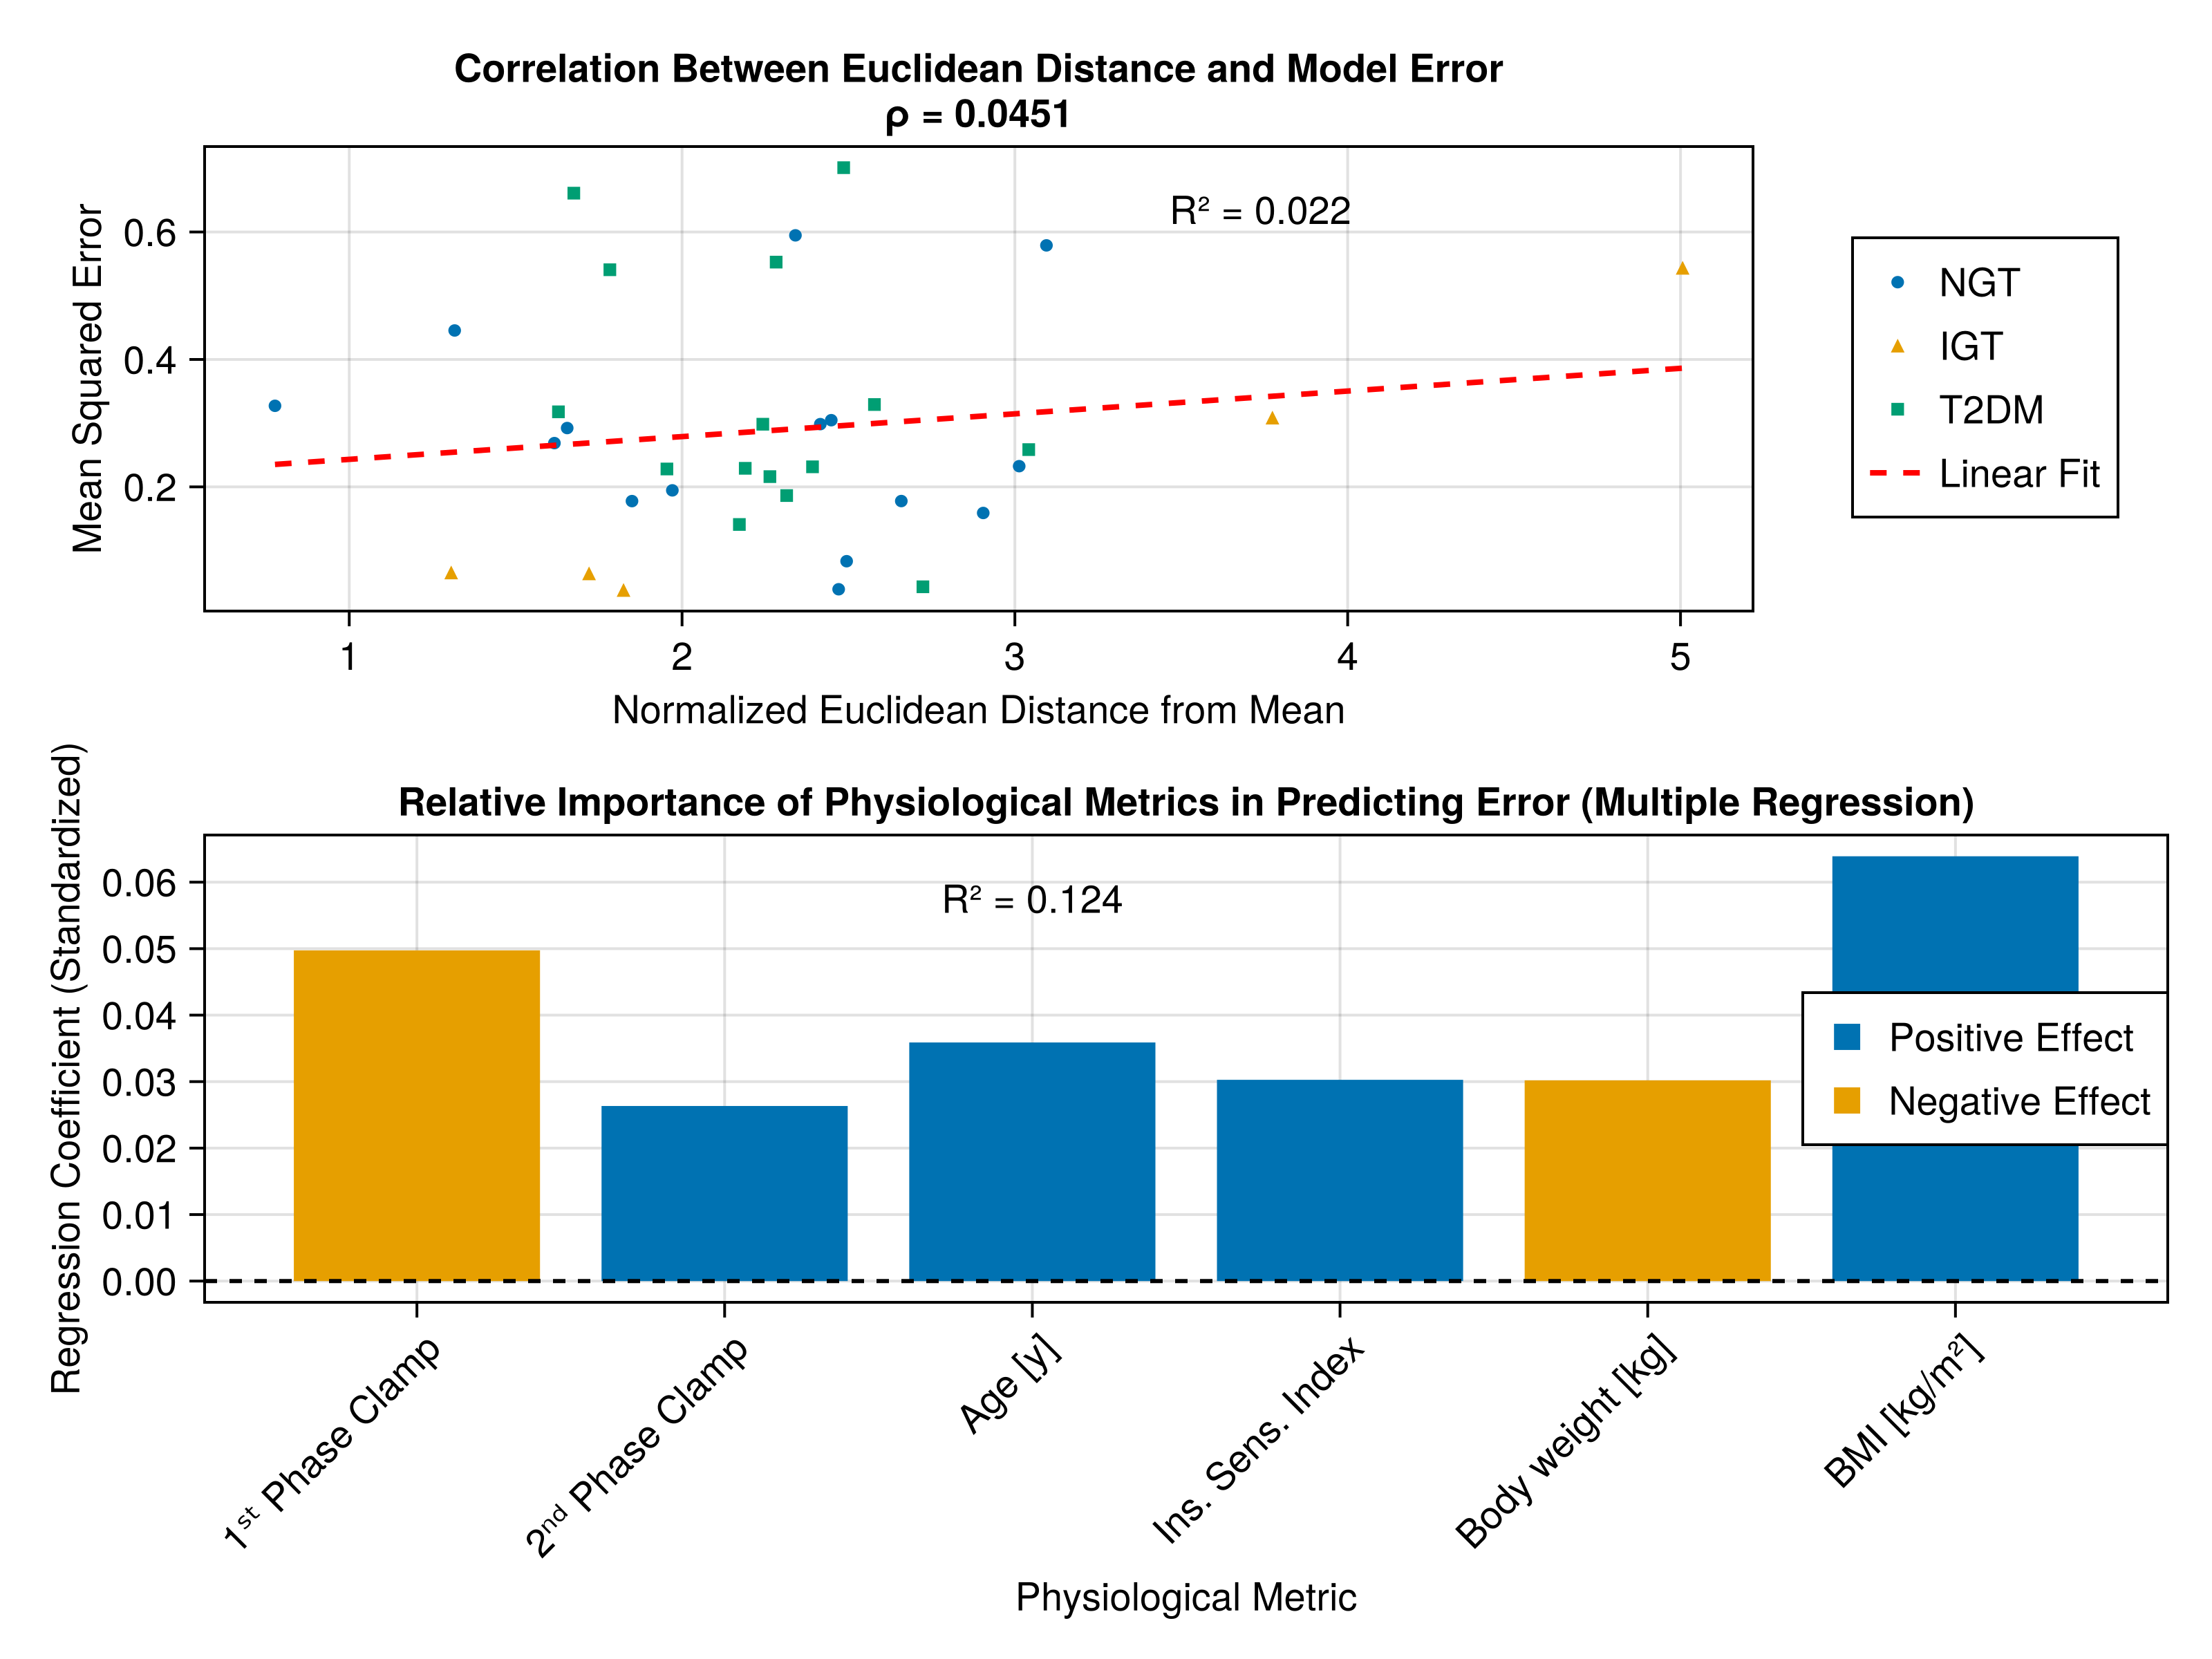 Correlation Between Euclidean Distance and Model Error
ρ = 0.0451
Mean Squared Error
0.6
0.4
0.2
R² = 0.022
1
2
3
4
5
Normalized Euclidean Distance from Mean
NGT
IGT
T2DM
Linear Fit
Relative Importance of Physiological Metrics in Predicting Error (Multiple Regression)
Regression Coefficient (Standardized)
0.06
0.05
0.04
0.03
0.02
0.01
0.00
R² = 0.124
Positive Effect
Negative Effect
1ˢᵗ Phase Clamp
2ⁿᵈ Phase Clamp
Age [y]
Ins. Sens. Index
Body weight [kg]
BMI [kg/m²]
Physiological Metric